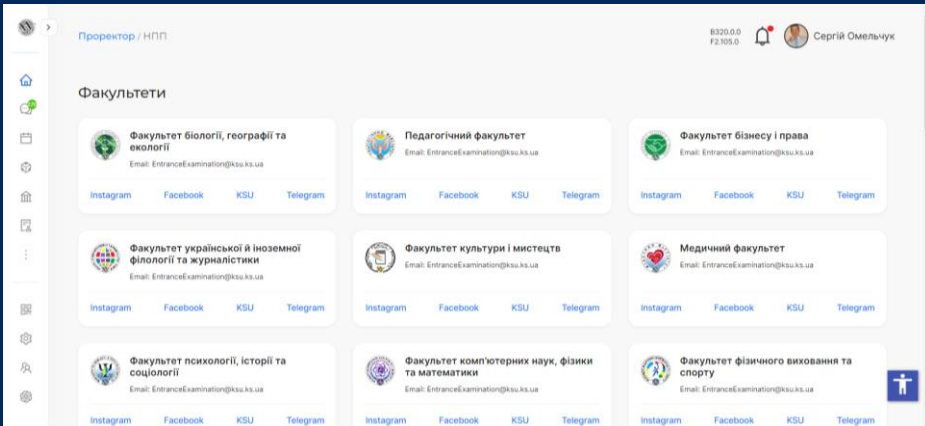 Проректор / НПП
B320.0.0
F2.105.0
Сергій Омельчук
Факультети
Факультет біології, географії та
екології
Email: EntranceExamination@ksu.ks.ua
Instagram Facebook KSU Telegram
Педагогічний факультет
Email: EntranceExamination@ksu.ks.ua
Instagram Facebook KSU Telegram
Факультет бізнесу і права
Email: EntranceExamination@ksu.ks.ua
Instagram Facebook KSU Telegram
Факультет української й іноземної
філології та журналістики
Email: EntranceExamination@ksu.ks.ua
Instagram Facebook KSU Telegram
Факультет культури і мистецтв
Email: EntranceExamination@ksu.ks.ua
Instagram Facebook KSU Telegram
Медичний факультет
Email: EntranceExamination@ksu.ks.ua
Instagram Facebook KSU Telegram
Факультет психології, історії та
соціології
Email: EntranceExamination@ksu.ks.ua
Instagram Facebook KSU Telegram
Факультет комп'ютерних наук, фізики
та математики
Email: EntranceExamination@ksu.ks.ua
Instagram Facebook KSU Telegram
Факультет фізичного виховання та
спорту
Email: EntranceExamination@ksu.ks.ua
Instagram Facebook KSU Telegram